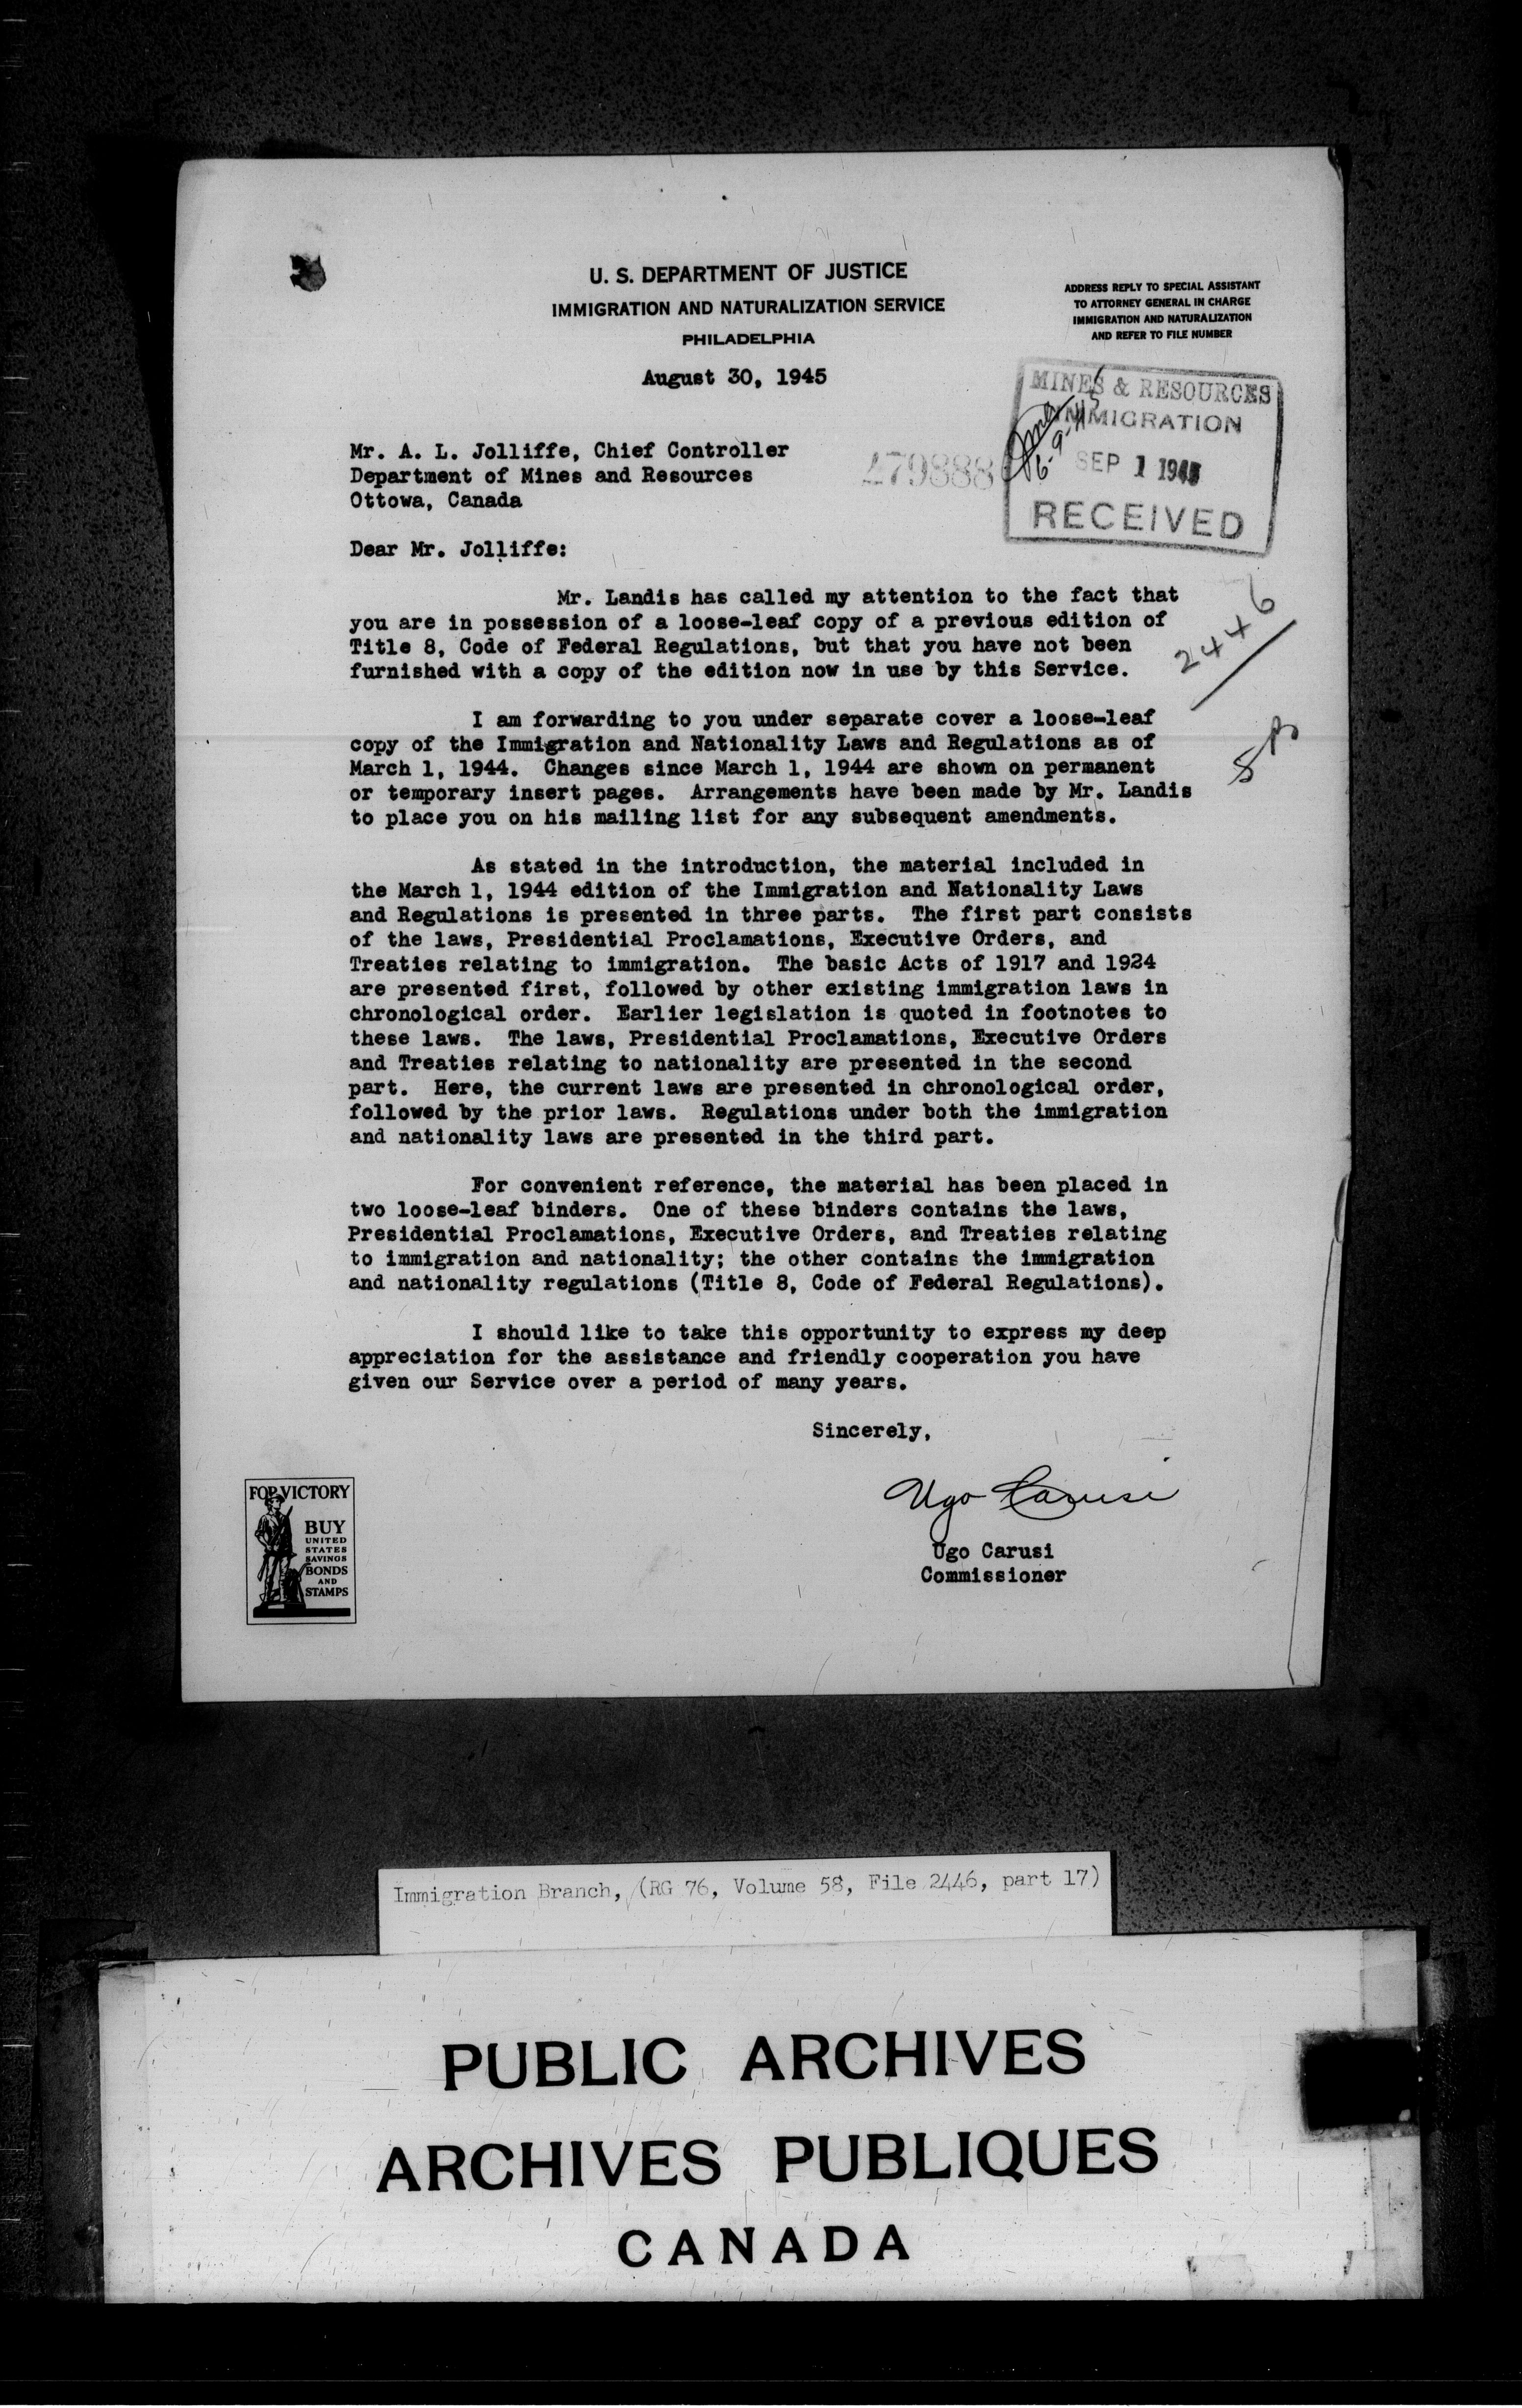 U. S. DEPARTMENT OF JUSTICE
IMMIGRATION AND NATURALIZATION SERVICE
PHILADELPHIA
August 30, 1945
ADDRESS REPLY TO SPECIAL ASSISTANT
TO ATTORNEY GENERAL IN CHARGE
IMMIGRATION AND NATURALIZATION
AND REFER TO FILE NUMBER
MINES & RESOURCES
IMMIGRATION
SEP 1 1945
RECEIVED
6-9-45
479888
Mr. A. L. Jolliffe, Chief Controller
Department of Mines and Resources
Ottowa, Canada
Dear Mr. Jolliffe:
Mr. Landis has called my attention to the fact that
you are in possession of a loose-leaf copy of a previous edition of
Title 8, Code of Federal Regulations, but that you have not been
furnished with a copy of the edition now in use by this Service.
2446
I am forwarding to you under separate cover a loose-leaf
copy of the Immigration and Nationality Laws and Regulations as of
March 1, 1944. Changes since March 1, 1944 are shown on permanent
or temporary insert pages. Arrangements have been made by Mr. Landis
to place you on his mailing list for any subsequent amendments.
As stated in the introduction, the material included in
the March 1, 1944 edition of the Immigration and Nationality Laws
and Regulations is presented in three parts. The first part consists
of the laws, Presidential Proclamations, Executive Orders, and
Treaties relating to immigration. The basic Acts of 1917 and 1924
are presented first, followed by other existing immigration laws in
chronological order. Earlier legislation is quoted in footnotes to
these laws. The laws, Presidential Proclamations, Executive Orders
and Treaties relating to nationality are presented in the second
part. Here, the current laws are presented in chronological order,
followed by the prior laws. Regulations under both the immigration
and nationality laws are presented in the third part.
For convenient reference, the material has been placed in
two loose-leaf binders. One of these binders contains the laws,
Presidential Proclamations, Executive Orders, and Treaties relating
to immigration and nationality; the other contains the immigration
and nationality regulations (Title 8, Code of Federal Regulations).
I should like to take this opportunity to express my deep
appreciation for the assistance and friendly cooperation you have
given our Service over a period of many years.
Sincerely,
Ugo Carusi
Ugo Carusi
Commissioner
FOR VICTORY
BUY
UNITED
STATES
SAVINGS
BONDS
AND
STAMPS
Immigration Branch, (RG 76, Volume 58, File 2446, part 17)
PUBLIC ARCHIVES
ARCHIVES PUBLIQUES
CANADA